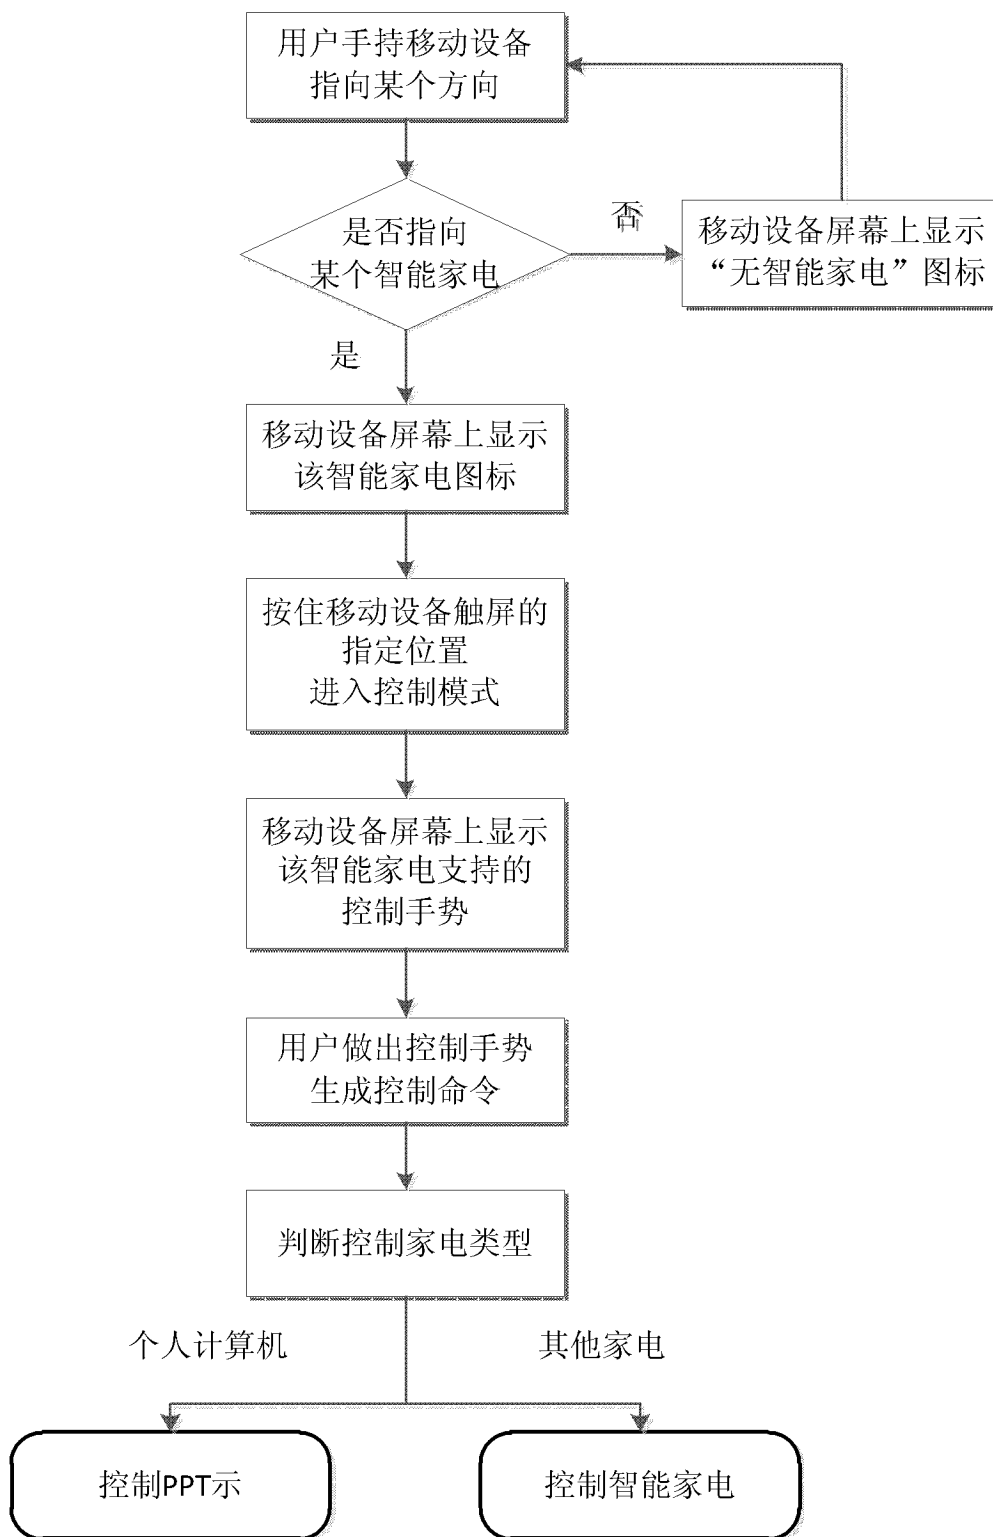 用户手持移动设备
指向某个方向
是否指向
某个智能家电
否
移动设备屏幕上显示
“无智能家电”图标
是
移动设备屏幕上显示
该智能家电图标
按住移动设备触屏的
指定位置
进入控制模式
移动设备屏幕上显示
该智能家电支持的
控制手势
用户做出控制手势
生成控制命令
判断控制家电类型
个人计算机
其他家电
控制PPT示
控制智能家电